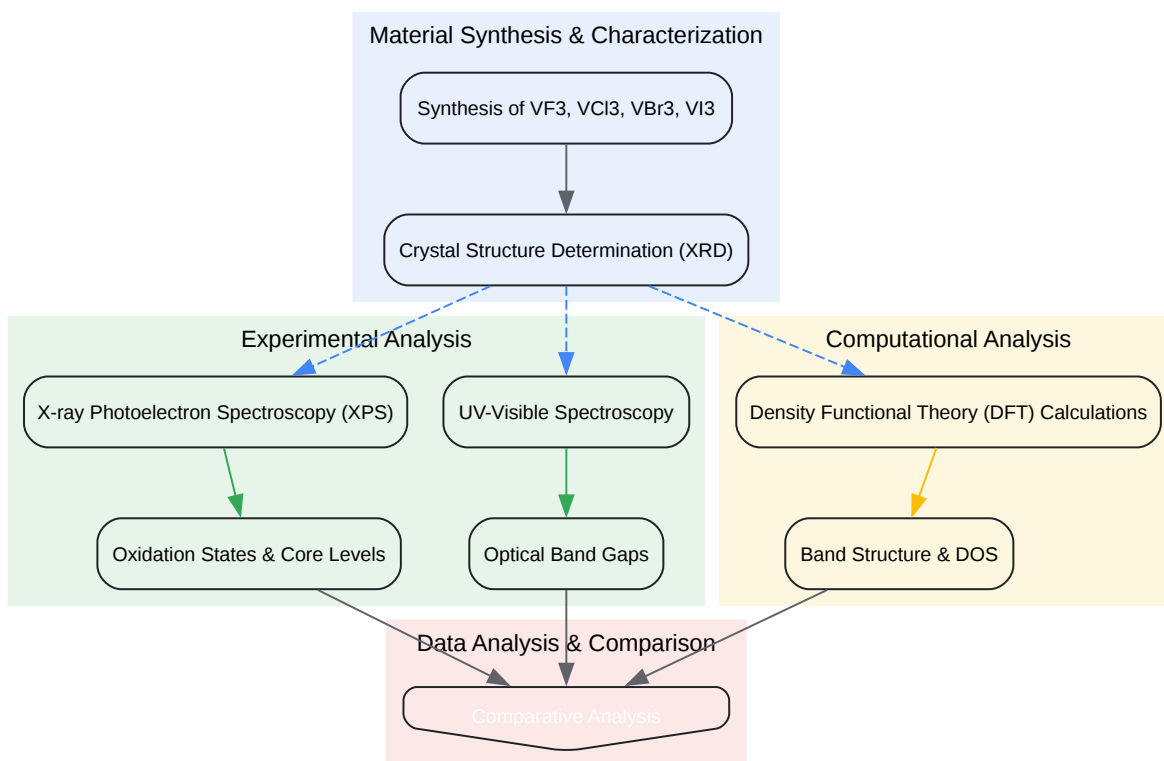 Material Synthesis & Characterization
Synthesis of VF3, VCl3, VBr3, VI3
Crystal Structure Determination (XRD)
Experimental Analysis
Computational Analysis
X-ray Photoelectron Spectroscopy (XPS)
UV-Visible Spectroscopy
Density Functional Theory (DFT) Calculations
Oxidation States & Core Levels
Optical Band Gaps
Band Structure & DOS
Data Analysis & Comparison
Comparative Analysis